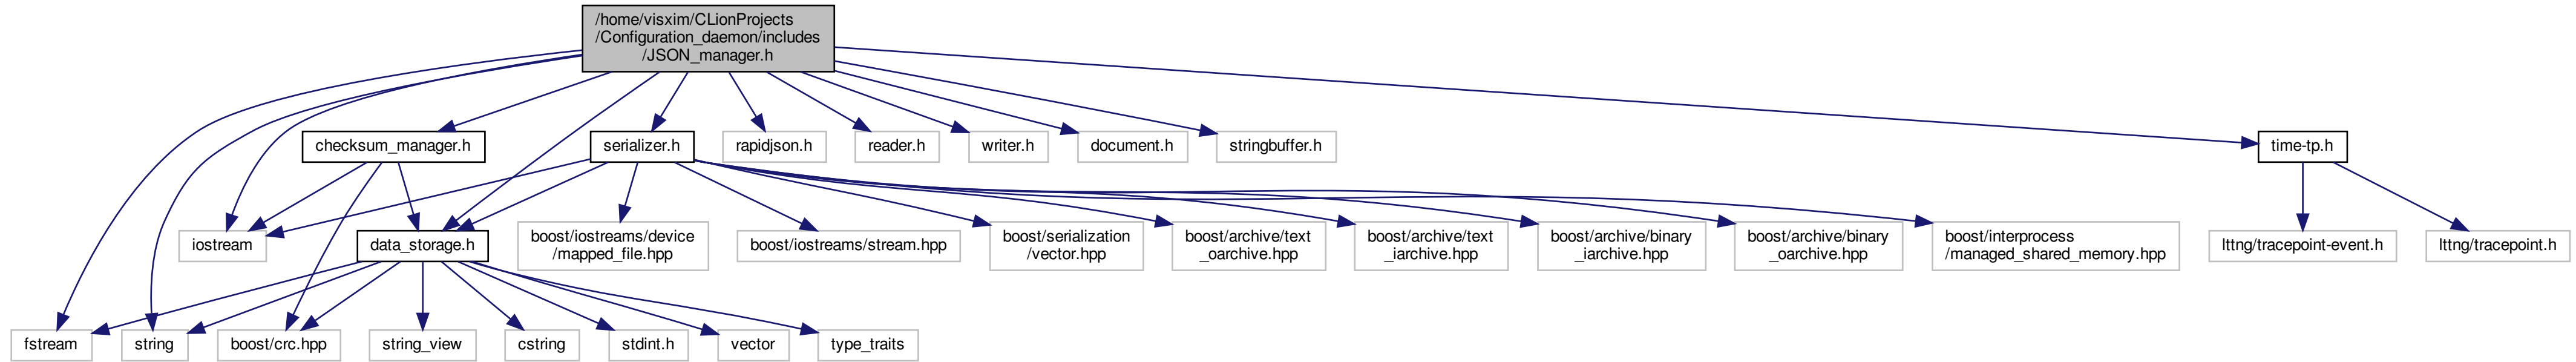 /home/visxim/CLionProjects
/Configuration_daemon/includes
/JSON_manager.h
checksum_manager.h
serializer.h
rapidjson.h
reader.h
writer.h
document.h
stringbuffer.h
time-tp.h
iostream
data_storage.h
boost/iostreams/device
/mapped_file.hpp
boost/iostreams/stream.hpp
boost/serialization
/vector.hpp
boost/archive/text
_oarchive.hpp
boost/archive/text
_iarchive.hpp
boost/archive/binary
_iarchive.hpp
boost/archive/binary
_oarchive.hpp
boost/interprocess
/managed_shared_memory.hpp
lttng/tracepoint-event.h
lttng/tracepoint.h
fstream
string
boost/crc.hpp
string_view
cstring
stdint.h
vector
type_traits